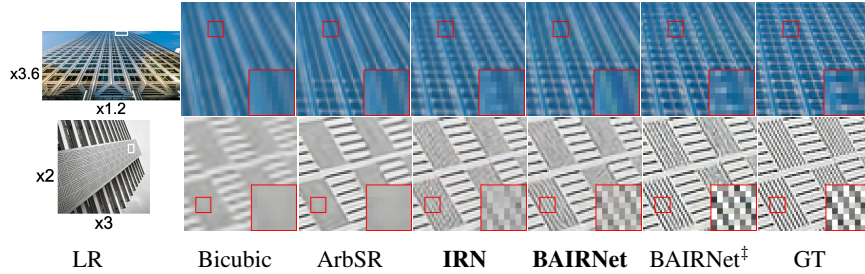 x3.6
x1.2
x2
x3
LR Bicubic ArbSR IRN BAIRNet BAIRNet‡ GT